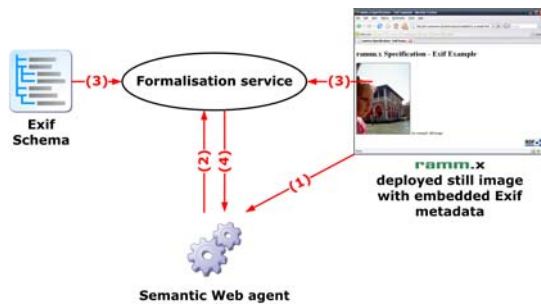 ramm.x Specification - Exif Example
(3)
Formalisation service
(3)
Exif
Schema
(2)
(4)
(1)
ramm.x
deployed still image
with embedded Exif
metadata
Semantic Web agent